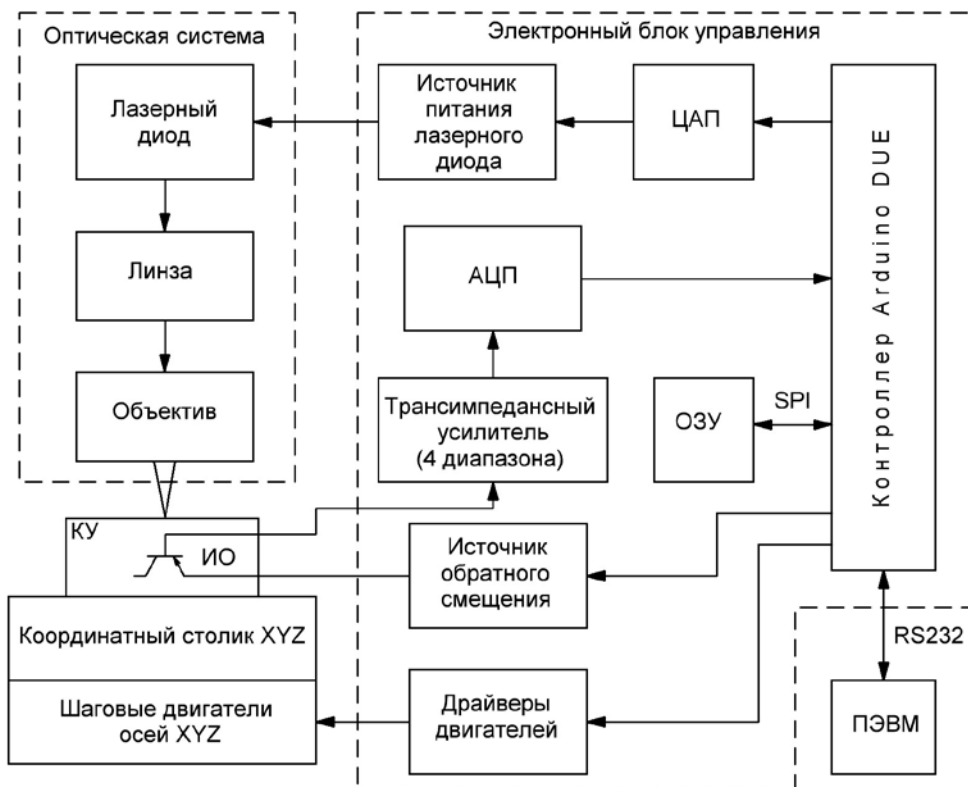 Оптическая система
Электронный блок управления
Лазерный
диод
Источник
питания
лазерного
диода
ЦАП
Контроллер Arduino DUE
Линза
АЦП
Объектив
Трансимпедансный
усилитель
(4 диапазона)
ОЗУ
SPI
КУ
ИО
Источник
обратного
смещения
Координатный столик XYZ
RS232
Шаговые двигатели
осей XYZ
Драйверы
двигателей
ПЭВМ